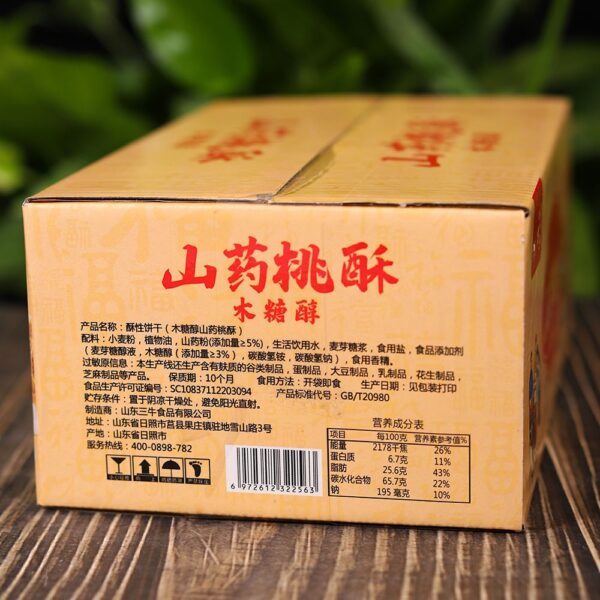 山药桃酥
木糖醇
产品名称：酥性饼干（木糖醇山药桃酥）
配料：小麦粉，植物油，山药粉(添加量≥5%)，生活饮用水，麦芽糖浆，食用盐，食品添加剂
（麦芽糖醇液，木糖醇（添加量≥3%），碳酸氢铵，碳酸氢钠），食用香精。
过敏原信息：本生产线还生产含有麸质的谷类制品，蛋制品，大豆制品，乳制品，花生制品，
芝麻制品等产品。 保质期：10个月 食用方法：开袋即食 生产日期：见包装打印
食品生产许可证编号：SC10837112203094 产品标准代号：GB/T20980
贮存条件：置于阴凉干燥处，避免阳光直射。
制造商：山东三牛食品有限公司
地址：山东省日照市莒县果庄镇驻地雪山路3号
产地：山东省日照市
服务热线：400-0898-782
6 972612 322563
营养成分表
项目 每100克 营养素参考值%
能量 2178千焦 26%
蛋白质 6.7克 11%
脂肪 25.6克 43%
碳水化合物 65.7克 22%
钠 195 毫克 10%